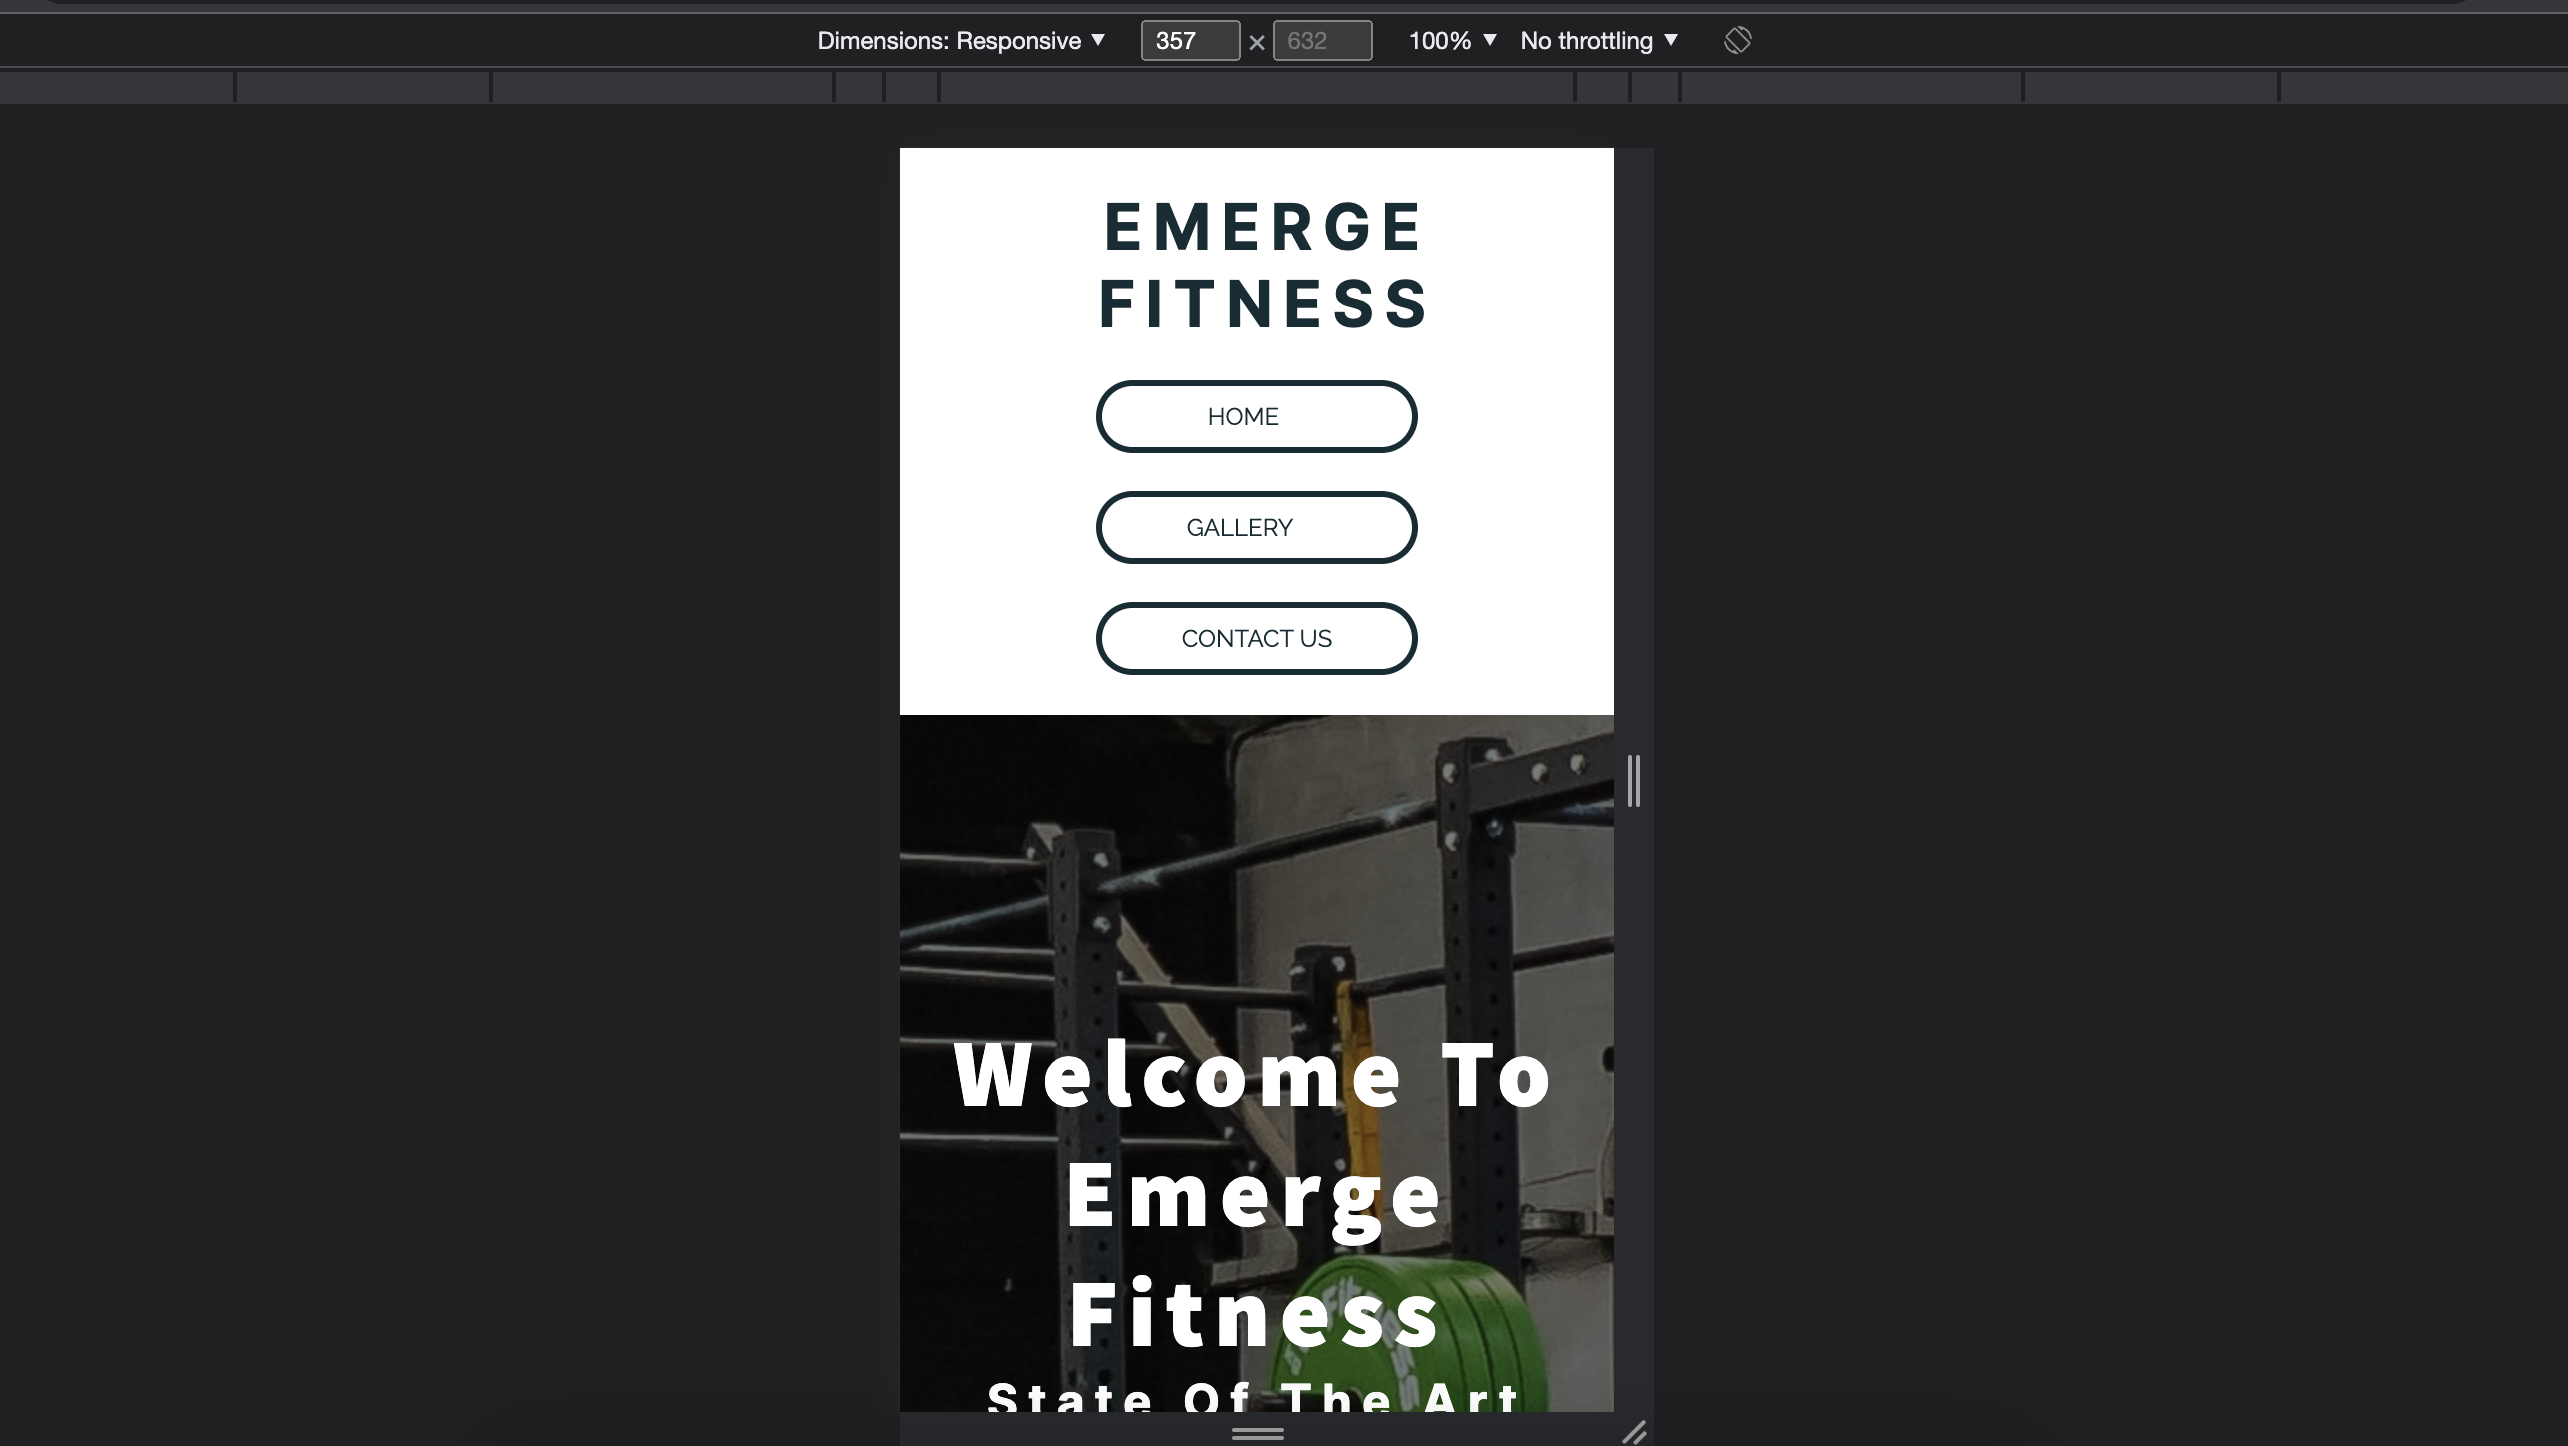 Dimensions: Responsive ▼ 357 × 632 100% ▼ No throttling ▼
EMERGE
FITNESS
HOME
GALLERY
CONTACT US
Welcome To
Emerge
Fitness
State Of The Art